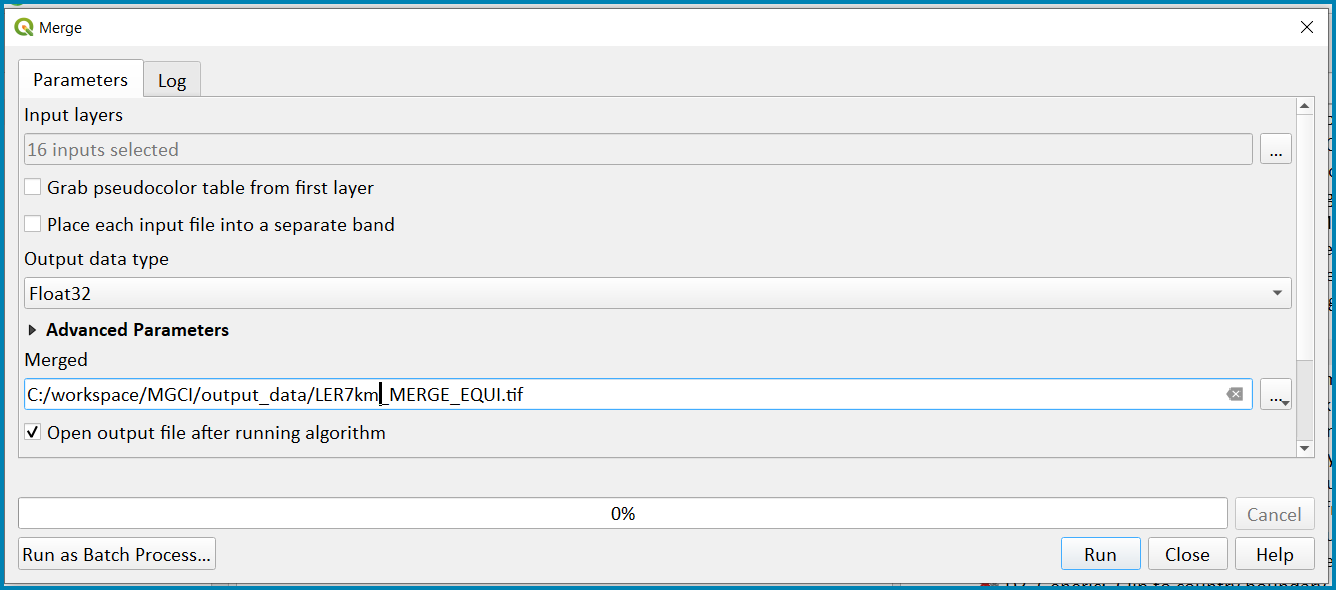 Merge
Parameters
Log
Input layers
16 inputs selected
...
Grab pseudocolor table from first layer
Place each input file into a separate band
Output data type
Float32
Advanced Parameters
Merged
C:/workspace/MGCI/output_data/LER7km_MERGE_EQUI.tif
...
Open output file after running algorithm
0%
Cancel
Run as Batch Process...
Run
Close
Help